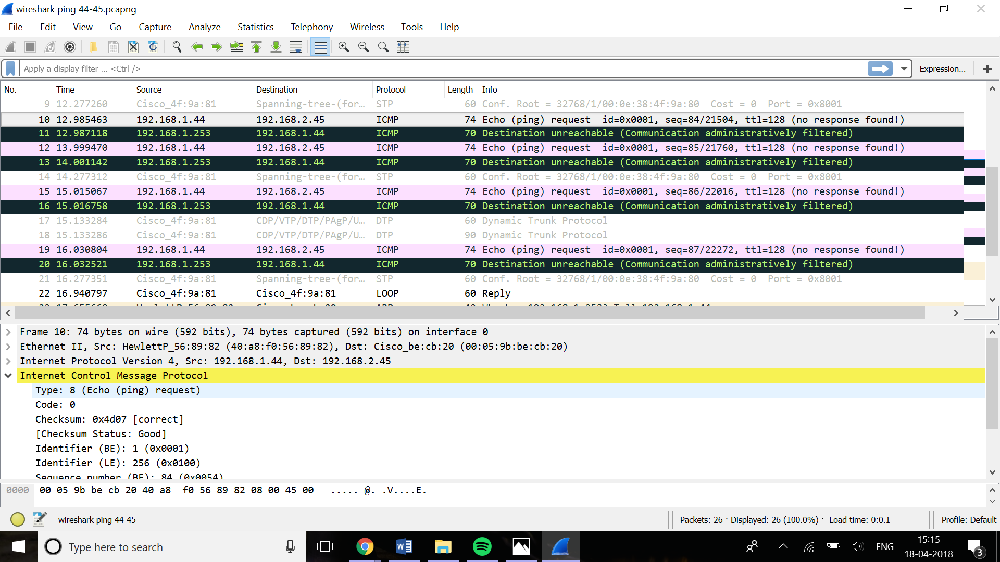 wireshark ping 44-45.pcapng
File Edit View Go Capture Analyze Statistics Telephony Wireless Tools Help
Apply a display filter ... <Ctrl-/> Expression... +
No. Time Source Destination Protocol Length Info
9 12.277260 Cisco_4f:9a:81 Spanning-tree-(for… STP 60 Conf. Root = 32768/1/00:0e:38:4f:9a:80 Cost = 0 Port = 0x8001
10 12.985463 192.168.1.44 192.168.2.45 ICMP 74 Echo (ping) request id=0x0001, seq=84/21504, ttl=128 (no response found!)
11 12.987118 192.168.1.253 192.168.1.44 ICMP 70 Destination unreachable (Communication administratively filtered)
12 13.999470 192.168.1.44 192.168.2.45 ICMP 74 Echo (ping) request id=0x0001, seq=85/21760, ttl=128 (no response found!)
13 14.001142 192.168.1.253 192.168.1.44 ICMP 70 Destination unreachable (Communication administratively filtered)
14 14.277312 Cisco_4f:9a:81 Spanning-tree-(for… STP 60 Conf. Root = 32768/1/00:0e:38:4f:9a:80 Cost = 0 Port = 0x8001
15 15.015067 192.168.1.44 192.168.2.45 ICMP 74 Echo (ping) request id=0x0001, seq=86/22016, ttl=128 (no response found!)
16 15.016758 192.168.1.253 192.168.1.44 ICMP 70 Destination unreachable (Communication administratively filtered)
17 15.133284 Cisco_4f:9a:81 CDP/VTP/DTP/PAgP/U… DTP 60 Dynamic Trunk Protocol
18 15.133286 Cisco_4f:9a:81 CDP/VTP/DTP/PAgP/U… DTP 90 Dynamic Trunk Protocol
19 16.030804 192.168.1.44 192.168.2.45 ICMP 74 Echo (ping) request id=0x0001, seq=87/22272, ttl=128 (no response found!)
20 16.032521 192.168.1.253 192.168.1.44 ICMP 70 Destination unreachable (Communication administratively filtered)
21 16.277351 Cisco_4f:9a:81 Spanning-tree-(for… STP 60 Conf. Root = 32768/1/00:0e:38:4f:9a:80 Cost = 0 Port = 0x8001
22 16.940797 Cisco_4f:9a:81 Cisco_4f:9a:81 LOOP 60 Reply
Frame 10: 74 bytes on wire (592 bits), 74 bytes captured (592 bits) on interface 0
Ethernet II, Src: HewlettP_56:89:82 (40:a8:f0:56:89:82), Dst: Cisco_be:cb:20 (00:05:9b:be:cb:20)
Internet Protocol Version 4, Src: 192.168.1.44, Dst: 192.168.2.45
Internet Control Message Protocol
Type: 8 (Echo (ping) request)
Code: 0
Checksum: 0x4d07 [correct]
[Checksum Status: Good]
Identifier (BE): 1 (0x0001)
Identifier (LE): 256 (0x0100)
Sequence number (BE): 84 (0x0054)
0000 00 05 9b be cb 20 40 a8 f0 56 89 82 08 00 45 00 ..... @. .V....E.
wireshark ping 44-45 Packets: 26 · Displayed: 26 (100.0%) · Load time: 0:0.1 Profile: Default
Type here to search ENG 15:15
18-04-2018 3